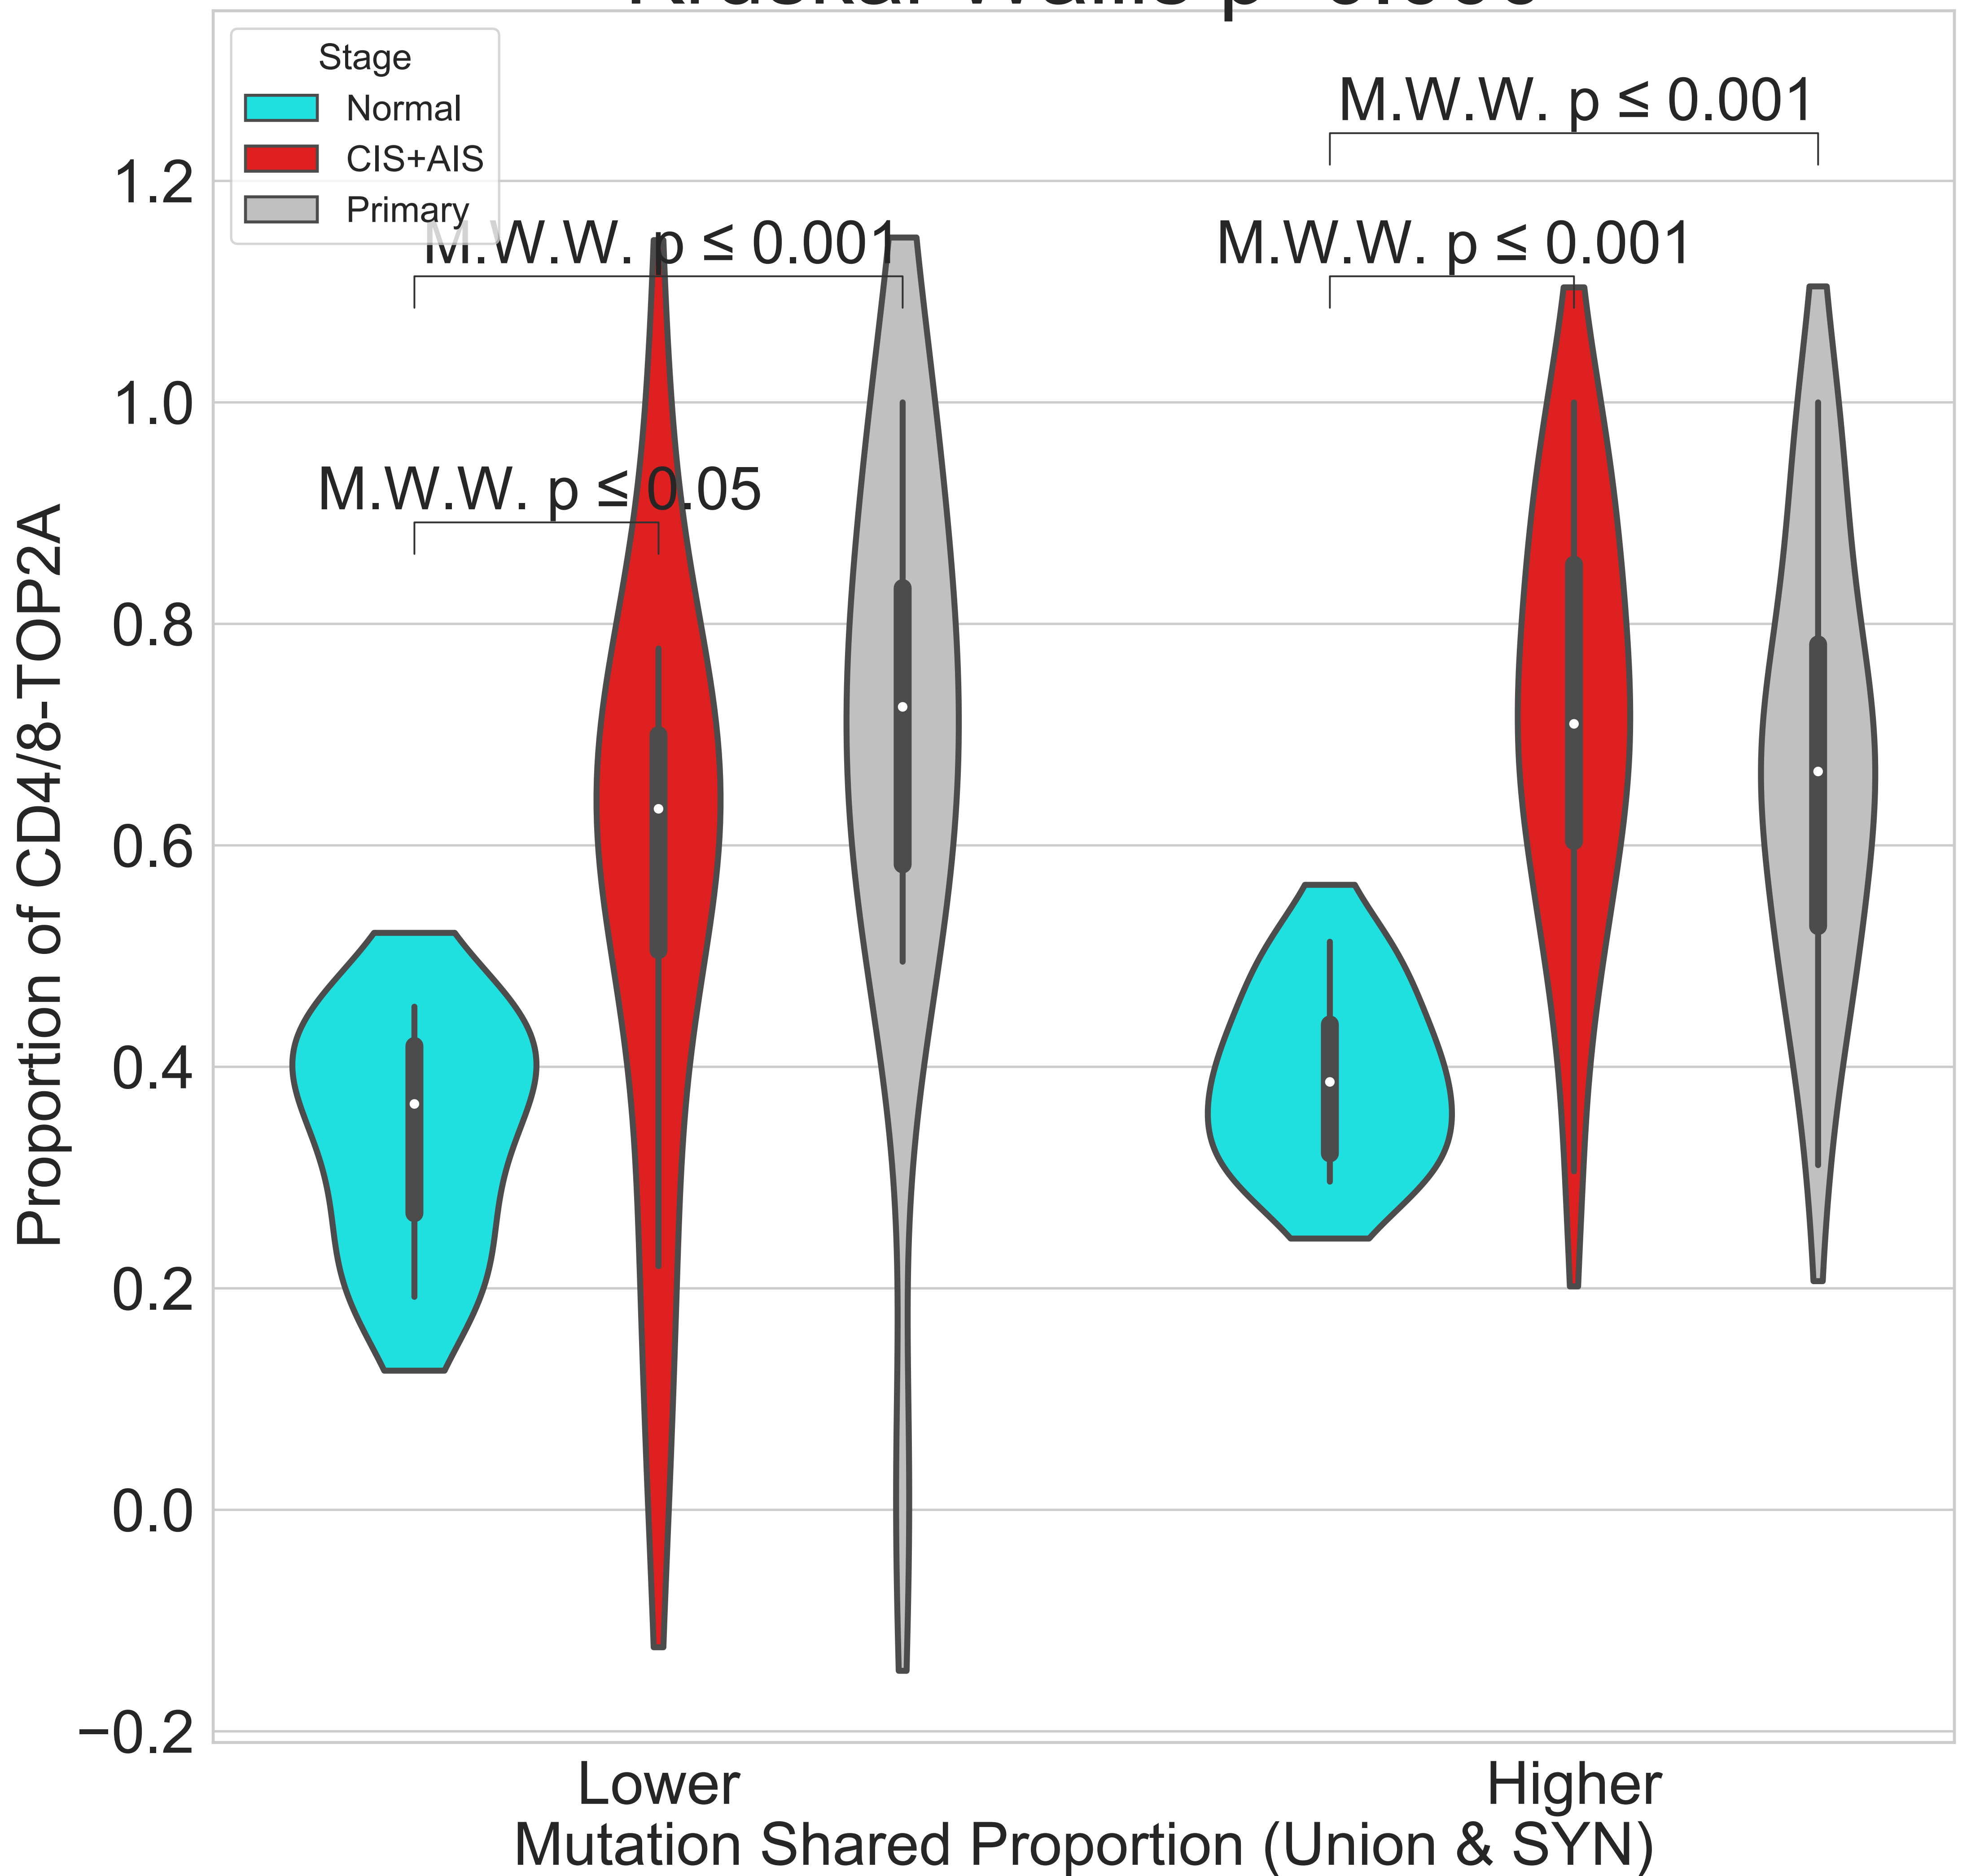 Stage
Normal
CIS+AIS
Primary
M.W.W. p ≤ 0.001
M.W.W. p ≤ 0.001
M.W.W. p ≤ 0.001
M.W.W. p ≤ 0.05
1.2
1.0
0.8
0.6
0.4
0.2
0.0
−0.2
Proportion of CD4/8-TOP2A
Lower
Higher
Mutation Shared Proportion (Union & SYN)